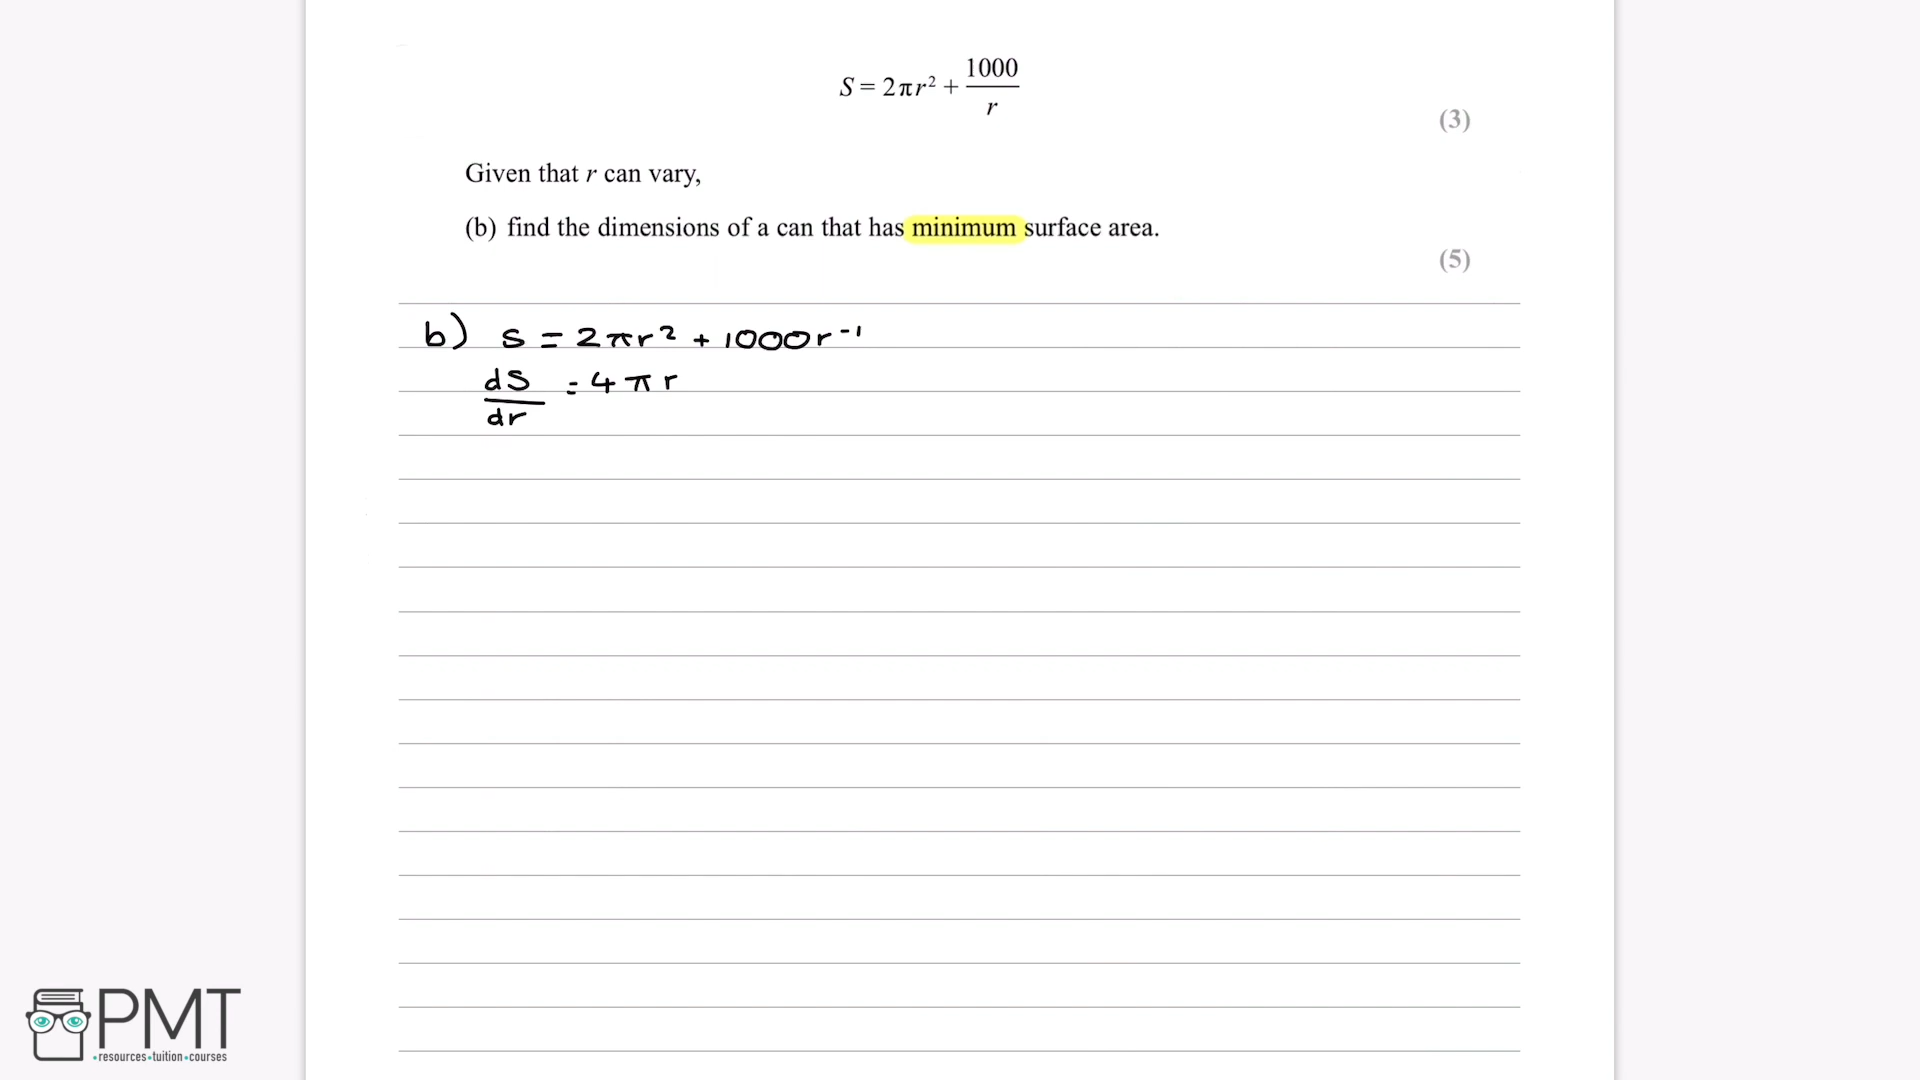 S = 2πr² + 1000/r
(3)
Given that r can vary,
(b) find the dimensions of a can that has minimum surface area.
(5)
b) S = 2πr² + 1000r⁻¹
dS/dr = 4πr
PMT
•resources•tuition•courses